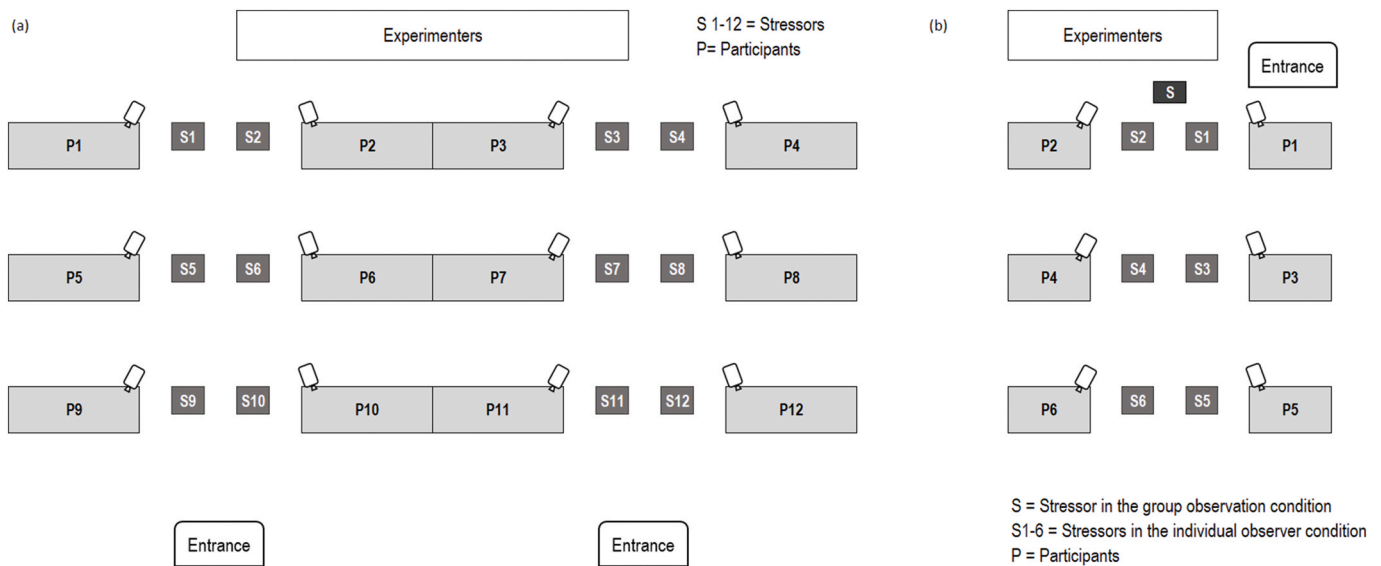 (a)
Experimenters
S 1-12 = Stressors
P= Participants
P1
S1
S2
P2
P3
S3
S4
P4
P5
S5
S6
P6
P7
S7
S8
P8
P9
S9
S10
P10
P11
S11
S12
P12
Entrance
Entrance
(b)
Experimenters
Entrance
S
P2
S2
S1
P1
P4
S4
S3
P3
P6
S6
S5
P5
S = Stressor in the group observation condition
S1-6 = Stressors in the individual observer condition
P = Participants